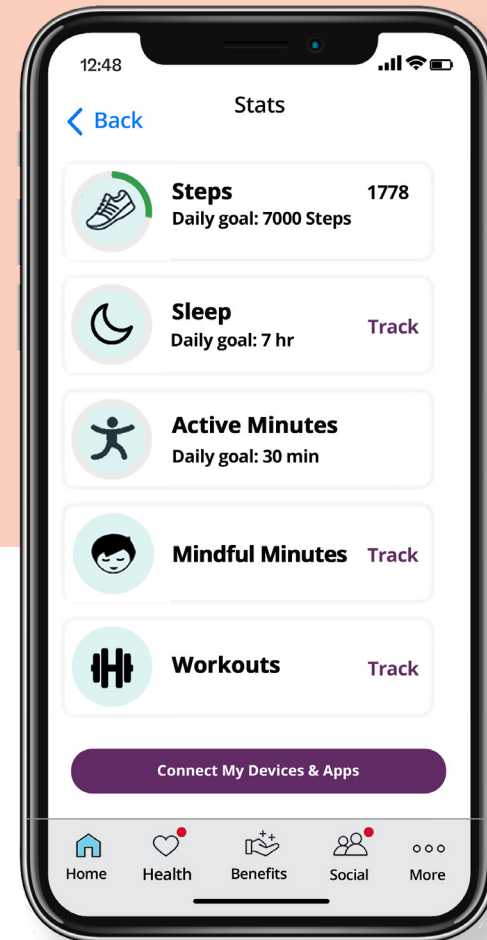 12:48
Stats
Back
Steps
1778
Daily goal: 7000 Steps
Sleep
Daily goal: 7 hr
Track
Active Minutes
Daily goal: 30 min
Mindful Minutes
Track
Workouts
Track
Connect My Devices & Apps
Home
Health
Benefits
Social
More